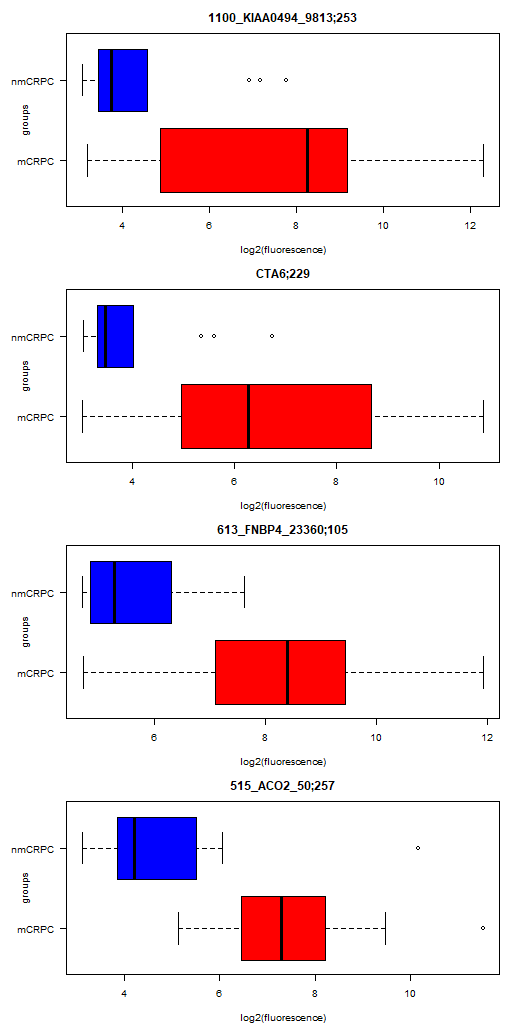 1100_KIAA0494_9813;253
nmCRPC
groups
mCRPC
4 6 8 10 12
log2(fluorescence)
CTA6;229
nmCRPC
groups
mCRPC
4 6 8 10
log2(fluorescence)
613_FNBP4_23360;105
nmCRPC
groups
mCRPC
6 8 10 12
log2(fluorescence)
515_ACO2_50;257
nmCRPC
groups
mCRPC
4 6 8 10
log2(fluorescence)